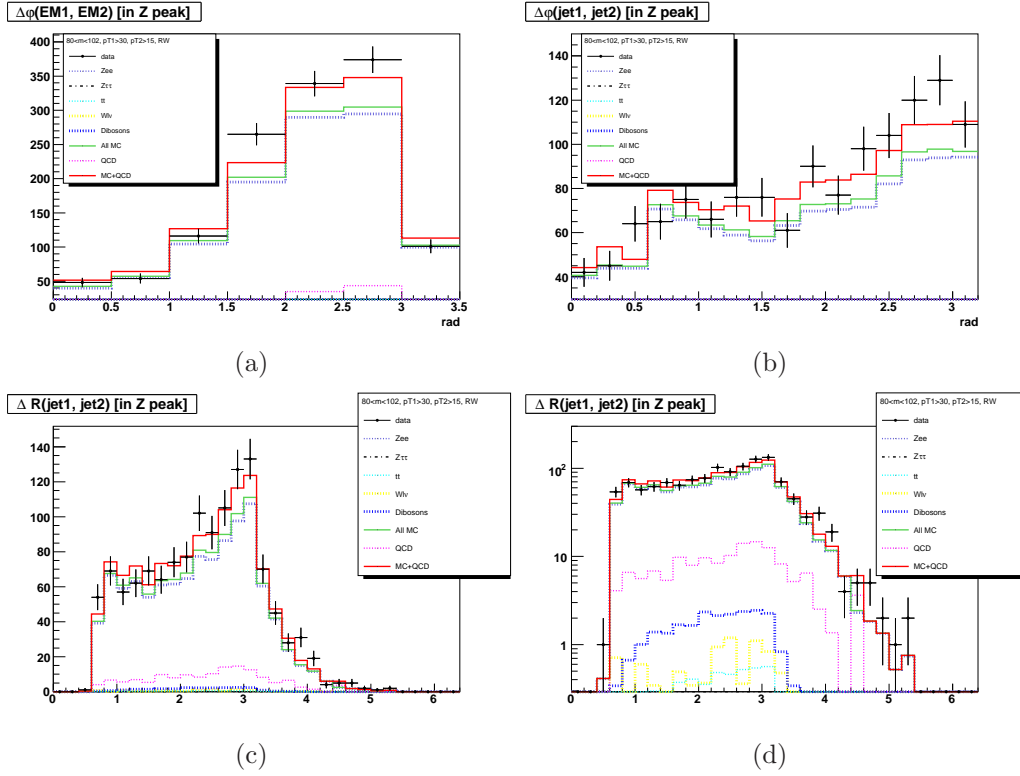 Δφ(EM1, EM2) [in Z peak]
400
350
300
250
200
150
100
50
80<m<102, pT1>30, pT2>15, RW
data
Zee
Zττ
tt
Wlν
Dibosons
All MC
QCD
MC+QCD
0 0.5 1 1.5 2 2.5 3 3.5
rad
(a)
Δφ(jet1, jet2) [in Z peak]
140
120
100
80
60
40
80<m<102, pT1>30, pT2>15, RW
data
Zee
Zττ
tt
Wlν
Dibosons
All MC
QCD
MC+QCD
0 0.5 1 1.5 2 2.5 3
rad
(b)
Δ R(jet1, jet2) [in Z peak]
140
120
100
80
60
40
20
0
80<m<102, pT1>30, pT2>15, RW
data
Zee
Zττ
tt
Wlν
Dibosons
All MC
QCD
MC+QCD
0 1 2 3 4 5 6
(c)
Δ R(jet1, jet2) [in Z peak]
10²
10
1
80<m<102, pT1>30, pT2>15, RW
data
Zee
Zττ
tt
Wlν
Dibosons
All MC
QCD
MC+QCD
0 1 2 3 4 5 6
(d)